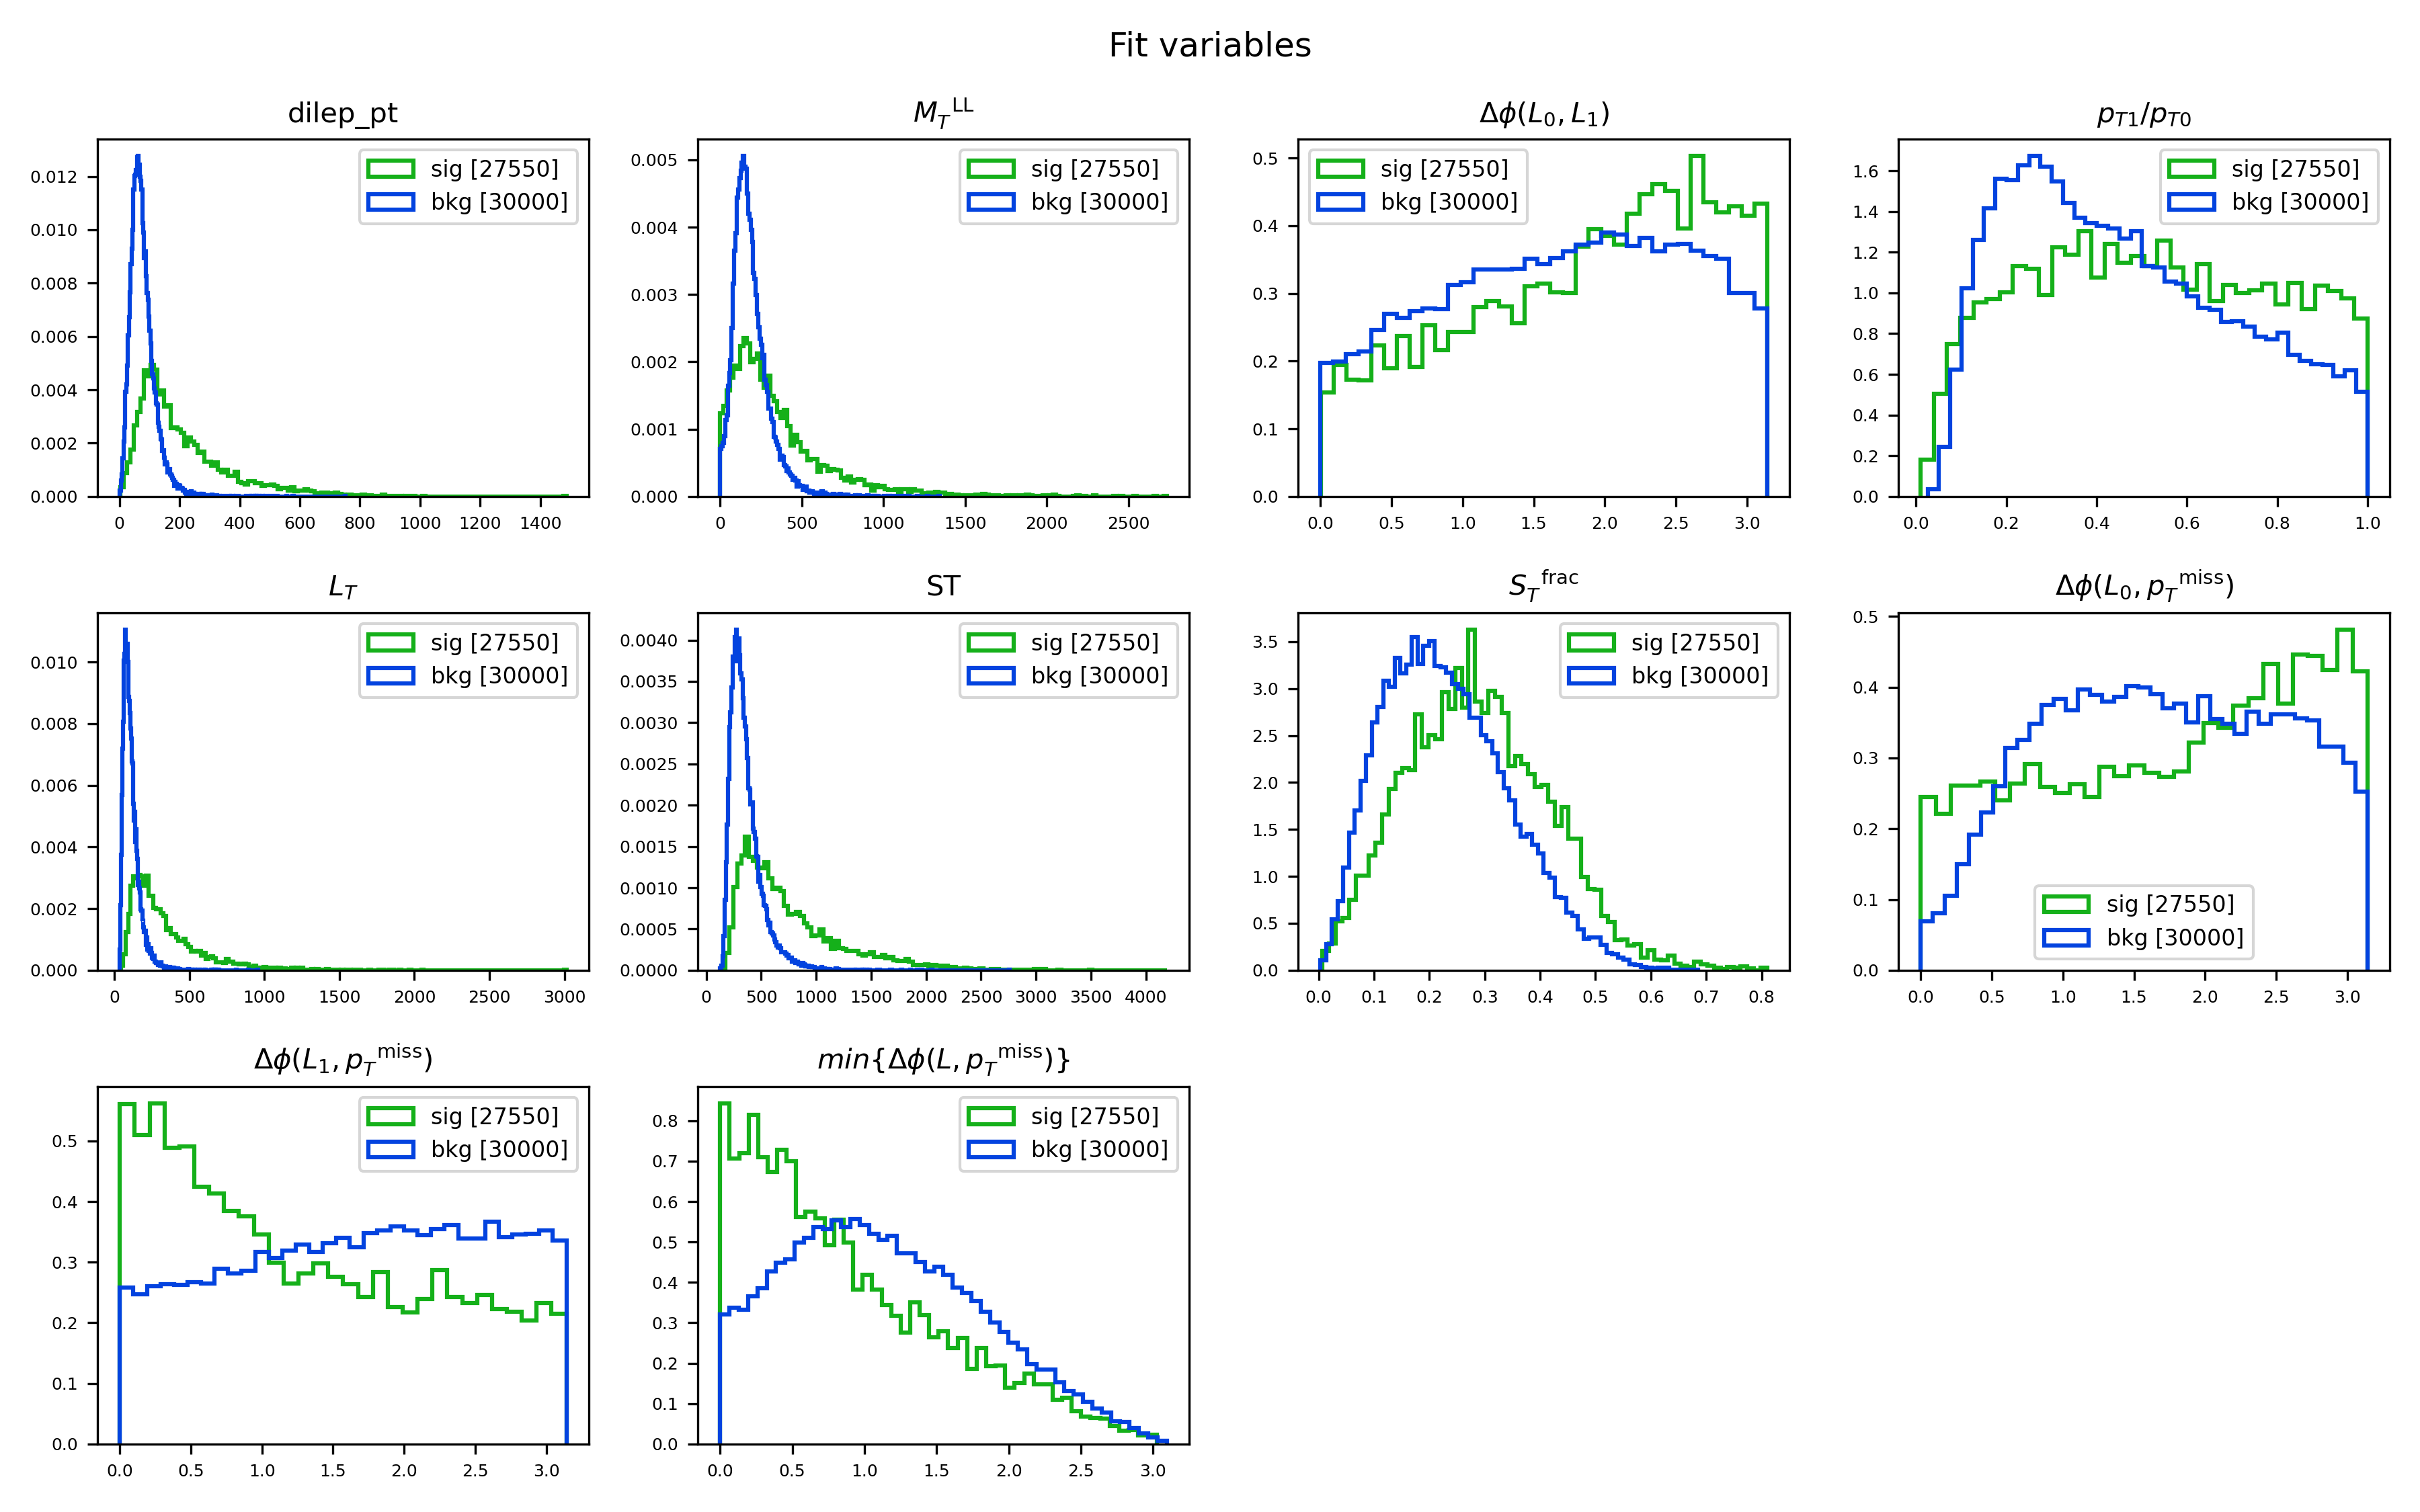 Fit variables
dilep_pt
sig [27550]
bkg [30000]
0.012
0.010
0.008
0.006
0.004
0.002
0.000
0 200 400 600 800 1000 1200 1400
M_T^LL
sig [27550]
bkg [30000]
0.005
0.004
0.003
0.002
0.001
0.000
0 500 1000 1500 2000 2500
Δϕ(L₀, L₁)
sig [27550]
bkg [30000]
0.5
0.4
0.3
0.2
0.1
0.0
0.0 0.5 1.0 1.5 2.0 2.5 3.0
p_T1/p_T0
sig [27550]
bkg [30000]
1.6
1.4
1.2
1.0
0.8
0.6
0.4
0.2
0.0
0.0 0.2 0.4 0.6 0.8 1.0
L_T
sig [27550]
bkg [30000]
0.010
0.008
0.006
0.004
0.002
0.000
0 500 1000 1500 2000 2500 3000
ST
sig [27550]
bkg [30000]
0.0040
0.0035
0.0030
0.0025
0.0020
0.0015
0.0010
0.0005
0.0000
0 500 1000 1500 2000 2500 3000 3500 4000
S_T^frac
sig [27550]
bkg [30000]
3.5
3.0
2.5
2.0
1.5
1.0
0.5
0.0
0.0 0.1 0.2 0.3 0.4 0.5 0.6 0.7 0.8
Δϕ(L₀, p_T^miss)
0.5
0.4
0.3
0.2
0.1
0.0
sig [27550]
bkg [30000]
0.0 0.5 1.0 1.5 2.0 2.5 3.0
Δϕ(L₁, p_T^miss)
sig [27550]
bkg [30000]
0.5
0.4
0.3
0.2
0.1
0.0
0.0 0.5 1.0 1.5 2.0 2.5 3.0
min{Δϕ(L, p_T^miss)}
sig [27550]
bkg [30000]
0.8
0.7
0.6
0.5
0.4
0.3
0.2
0.1
0.0
0.0 0.5 1.0 1.5 2.0 2.5 3.0